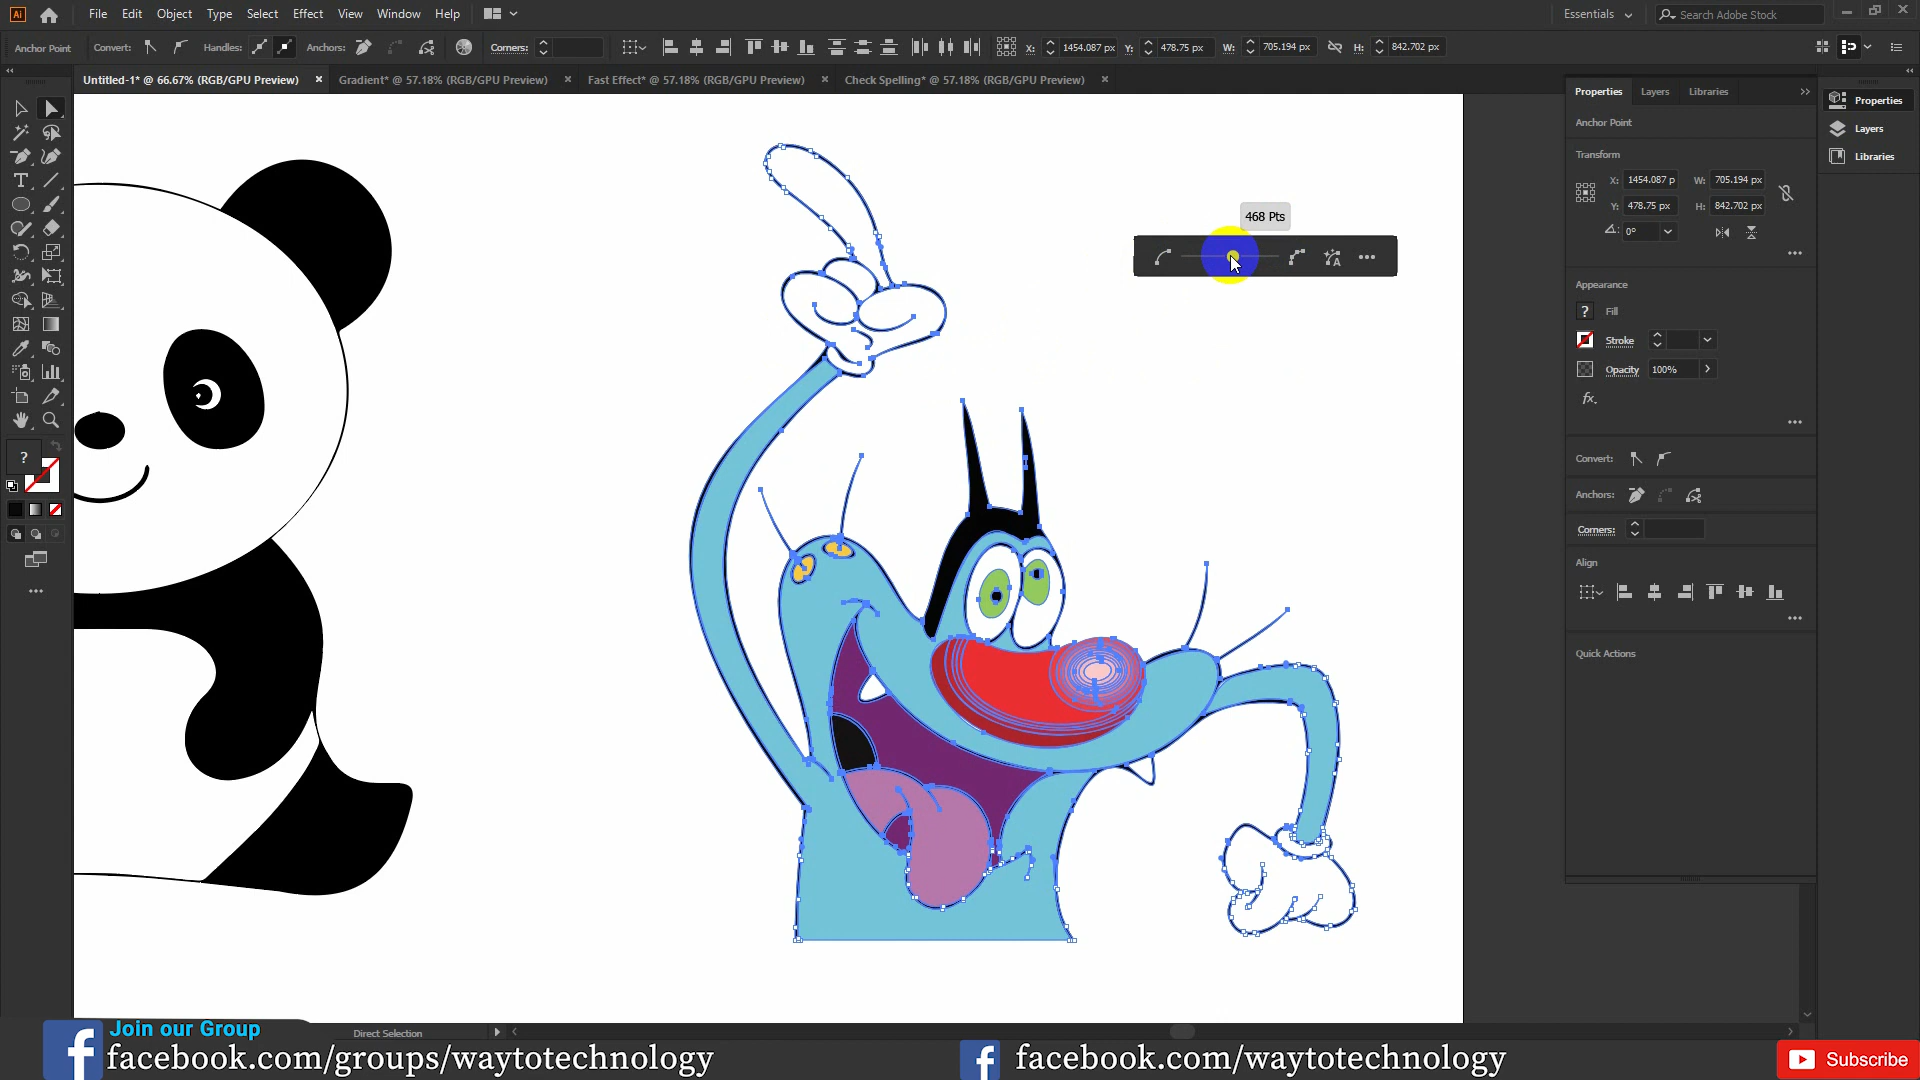 Ai File Edit Object Type Select Effect View Window Help Essentials Search Adobe Stock
Anchor Point Convert: Handles: Anchors: Corners: X: 1454.087 px Y: 478.75 px W: 705.194 px H: 842.702 px
Untitled-1* @ 66.67% (RGB/GPU Preview) × Gradient* @ 57.18% (RGB/GPU Preview) × Fast Effect* @ 57.18% (RGB/GPU Preview) × Check Spelling* @ 57.18% (RGB/GPU Preview) ×
Properties Layers Libraries
Properties
Layers
Libraries
Anchor Point
Transform
X: 1454.087 p W: 705.194 px
Y: 478.75 px H: 842.702 px
0°
Appearance
? Fill
Stroke
Opacity 100%
fx.
Convert:
Anchors:
Corners:
Align
Quick Actions
468 Pts
?
Direct Selection
Join our Group
facebook.com/groups/waytotechnology
facebook.com/waytotechnology
Subscribe